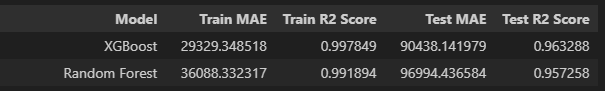 Model Train MAE Train R2 Score Test MAE Test R2 Score
XGBoost 29329.348518 0.997849 90438.141979 0.963288
Random Forest 36088.332317 0.991894 96994.436584 0.957258